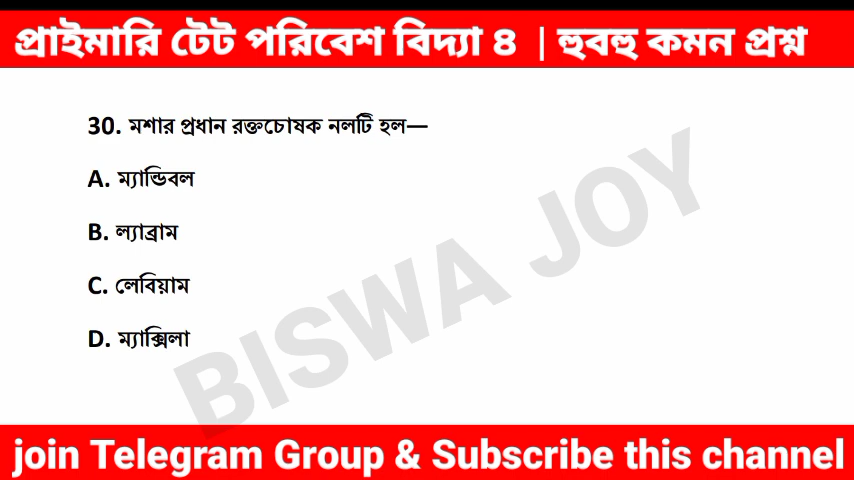 প্রাইমারি টেট পরিবেশ বিদ্যা ৪ | হুবহু কমন প্রশ্ন
30. মশার প্রধান রক্তচোষক নলটি হল—
A. ম্যান্ডিবল
B. ল্যাব্রাম
C. লেবিয়াম
D. ম্যাক্সিলা
BISWA JOY
join Telegram Group & Subscribe this channel